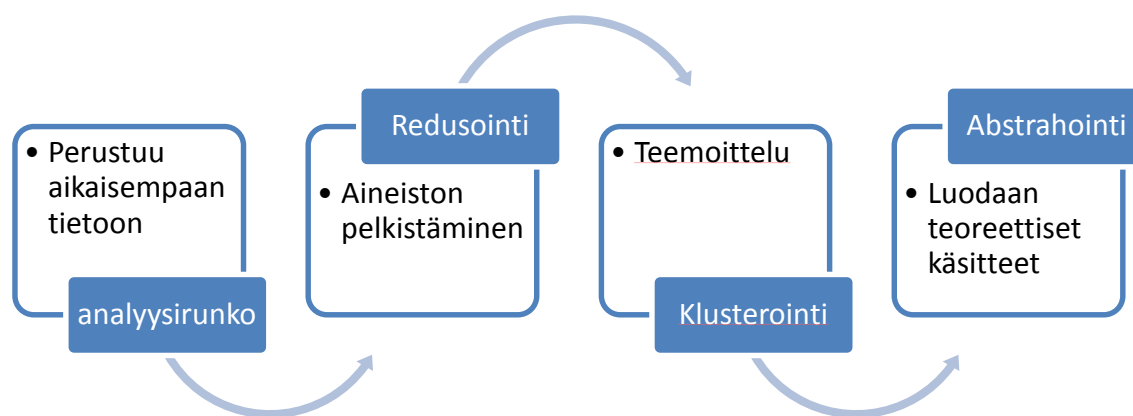 • Perustuu
aikaisempaan
tietoon
analyysirunko
Redusointi
• Aineiston
pelkistäminen
• Teemoittelu
Klusterointi
Abstrahointi
• Luodaan
teoreettiset
käsitteet